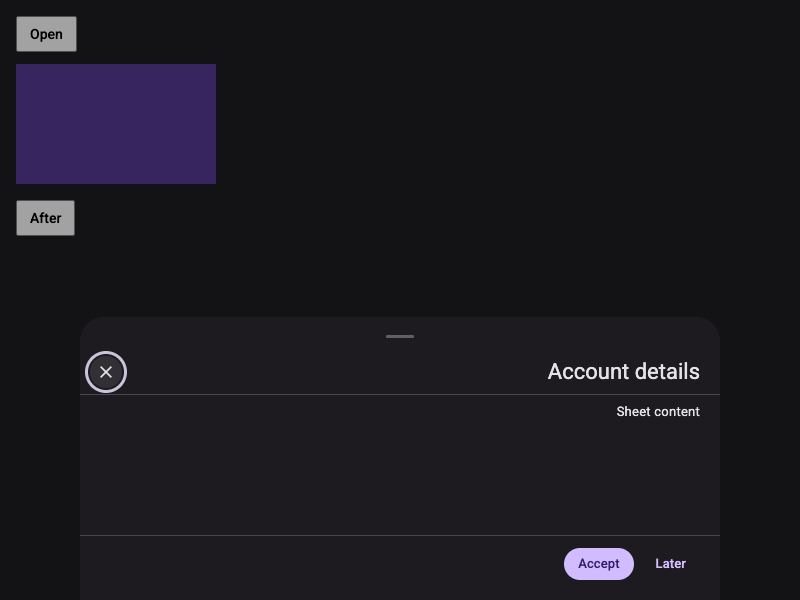 Open
After
Account details
Sheet content
Accept
Later